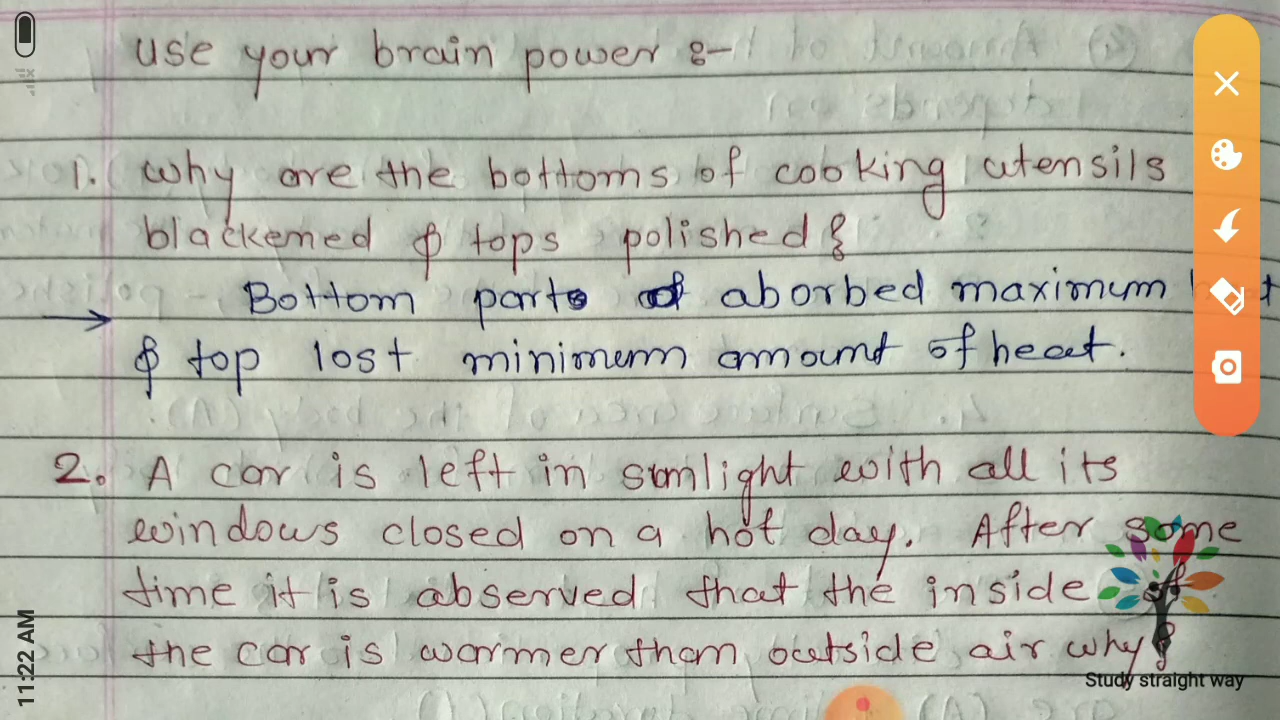 use your brain power :-
1. why are the bottoms of cooking utensils
blackened & tops polished ?
Bottom parts of aborbed maximum
& top lost minimum amount of heat.
2. A car is left in sunlight with all its
windows closed on a hot day. After some
time it is observed that the inside of
the car is warmer than outside air why ?
Study straight way
11:22 AM